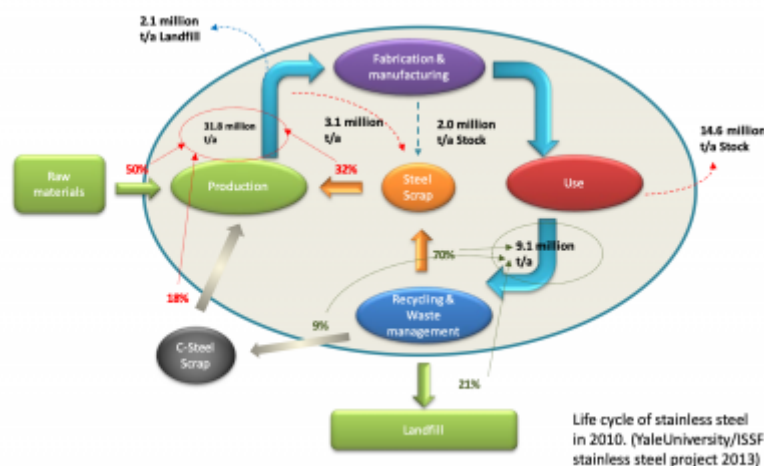 2.1 million
t/a Landfill
Fabrication &
manufacturing
31.8 million
t/a
3.1 million
t/a
2.0 million
t/a Stock
14.6 million
t/a Stock
Raw
materials
50%
Production
32%
Steel
Scrap
Use
70%
9.1 million
t/a
18%
Recycling &
Waste
management
9%
C-Steel
Scrap
21%
Landfill
Life cycle of stainless steel
in 2010. (YaleUniversity/ISSF
stainless steel project 2013)